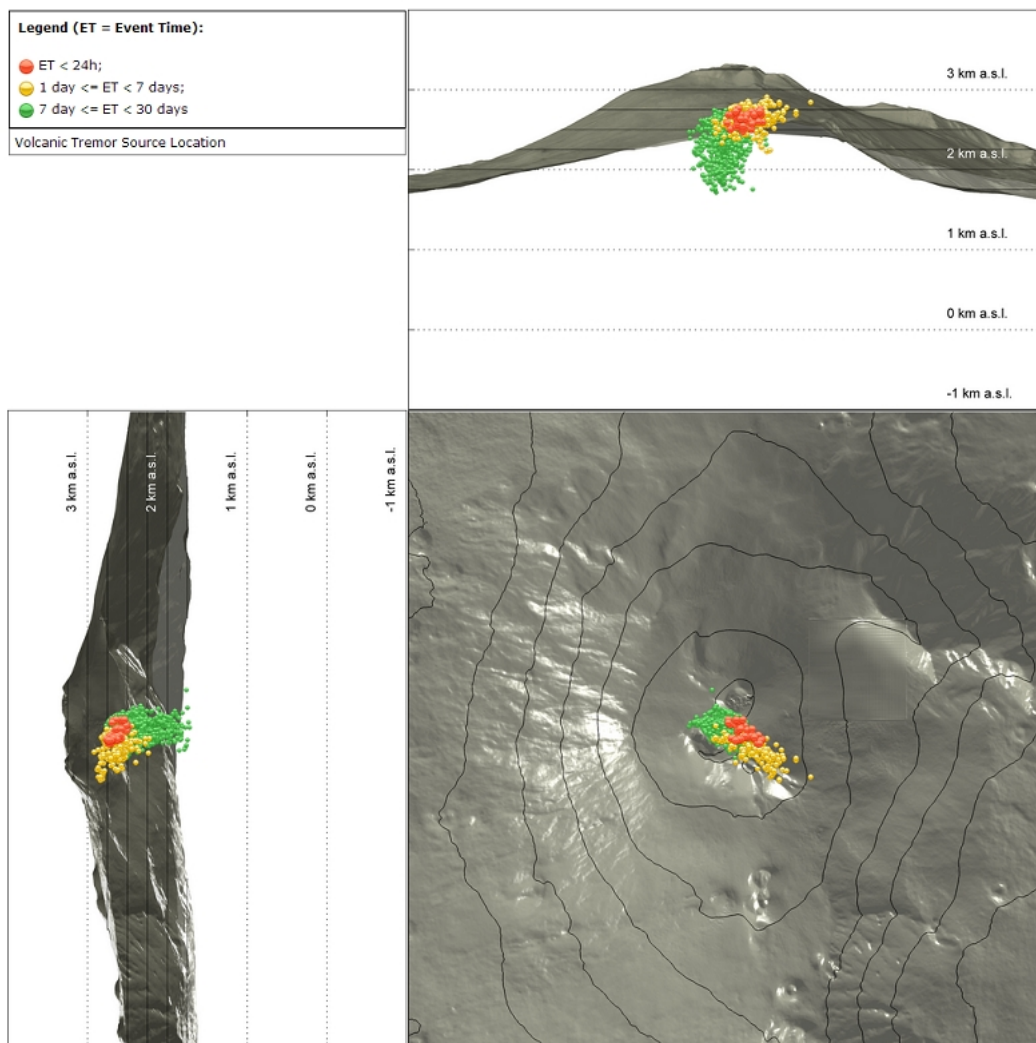 Legend (ET = Event Time):
ET < 24h;
1 day <= ET < 7 days;
7 day <= ET < 30 days
Volcanic Tremor Source Location
3 km a.s.l.
2 km a.s.l.
1 km a.s.l.
0 km a.s.l.
-1 km a.s.l.
3 km a.s.l.
2 km a.s.l.
1 km a.s.l.
0 km a.s.l.
-1 km a.s.l.